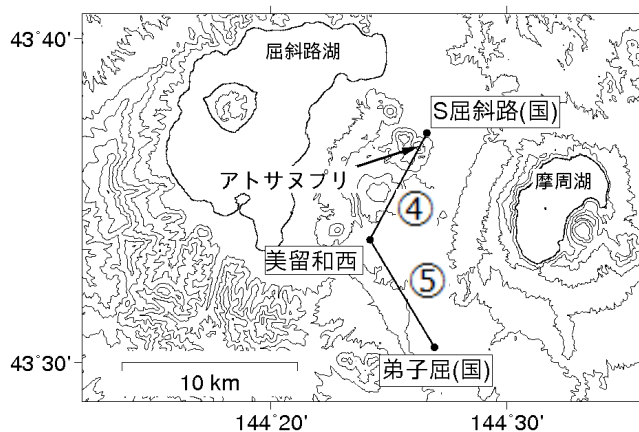 43˚40'
屈斜路湖
S屈斜路(国)
アトサヌプリ
摩周湖
④
美留和西
⑤
43˚30'
弟子屈(国)
10 km
144˚20'
144˚30'